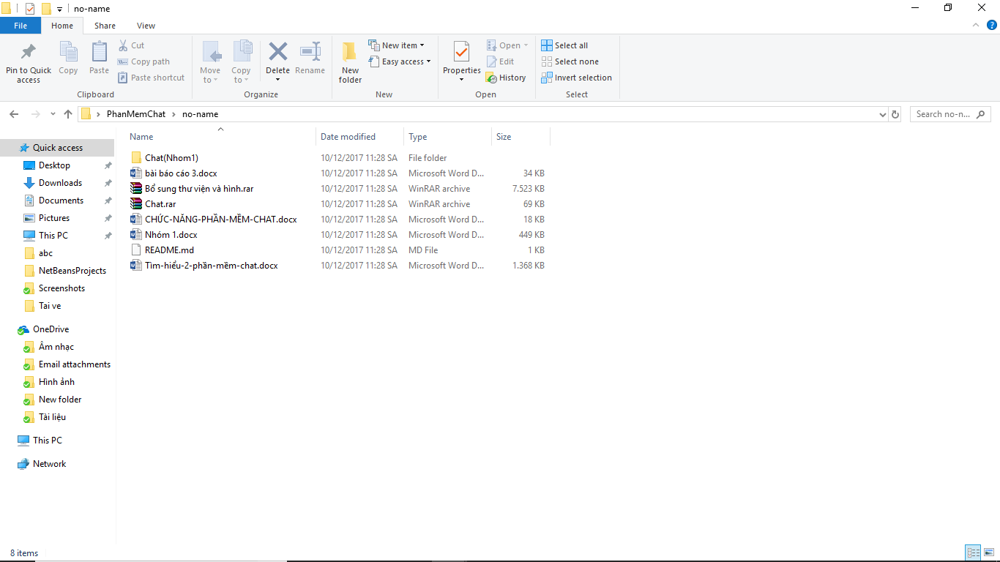 no-name
File Home Share View
Pin to Quick access
Copy
Paste
Cut
Copy path
Paste shortcut
Clipboard
Move to
Copy to
Delete
Rename
Organize
New folder
New item
Easy access
New
Properties
Open
Edit
History
Open
Select all
Select none
Invert selection
Select
PhanMemChat no-name
Search no-n...
Name Date modified Type Size
Chat(Nhom1) 10/12/2017 11:28 SA File folder
bài báo cáo 3.docx 10/12/2017 11:28 SA Microsoft Word D... 34 KB
Bổ sung thư viện và hình.rar 10/12/2017 11:28 SA WinRAR archive 7.523 KB
Chat.rar 10/12/2017 11:28 SA WinRAR archive 69 KB
CHỨC-NĂNG-PHẦN-MỀM-CHAT.docx 10/12/2017 11:28 SA Microsoft Word D... 18 KB
Nhóm 1.docx 10/12/2017 11:28 SA Microsoft Word D... 449 KB
README.md 10/12/2017 11:28 SA MD File 1 KB
Tìm-hiểu-2-phần-mềm-chat.docx 10/12/2017 11:28 SA Microsoft Word D... 1.368 KB
Quick access
Desktop
Downloads
Documents
Pictures
This PC
abc
NetBeansProjects
Screenshots
Tai ve
OneDrive
Âm nhạc
Email attachments
Hình ảnh
New folder
Tài liệu
This PC
Network
8 items